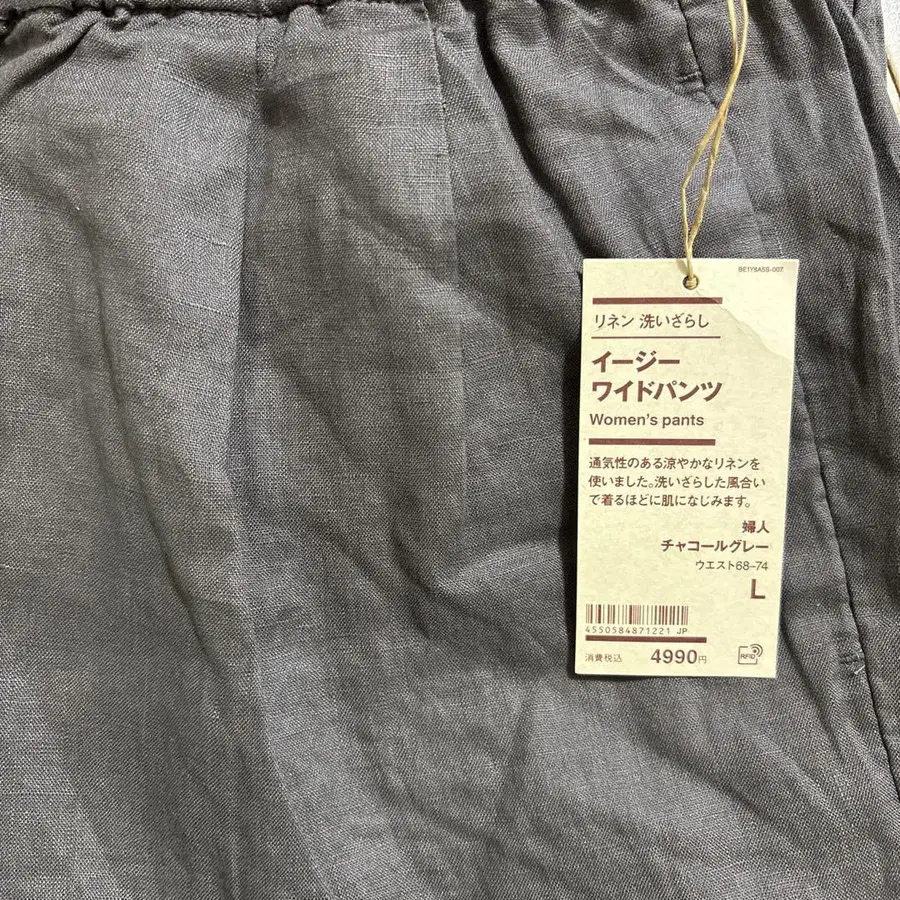 BE1Y8A5S-007
リネン 洗いざらし
イージー
ワイドパンツ
Women's pants
通気性のある涼やかなリネンを
使いました。洗いざらした風合い
で着るほどに肌になじみます。
婦人
チャコールグレー
ウエスト68–74
L
4550584871221 JP
消費税込 4990円
RFID